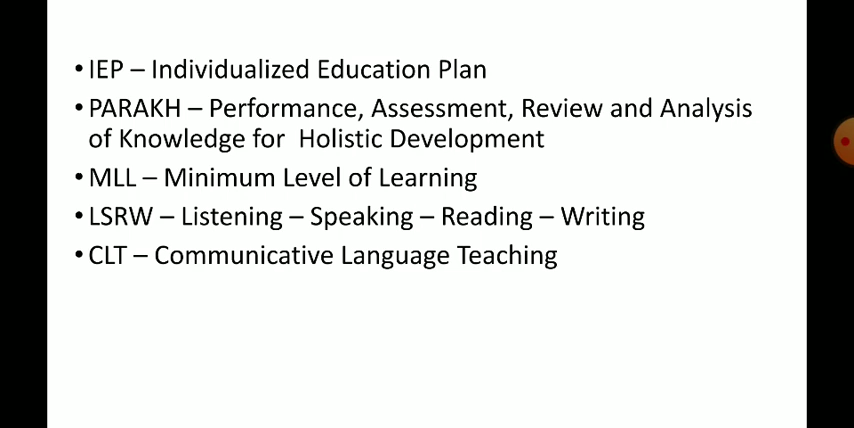 • IEP – Individualized Education Plan
• PARAKH – Performance, Assessment, Review and Analysis
of Knowledge for  Holistic Development
• MLL – Minimum Level of Learning
• LSRW – Listening – Speaking – Reading – Writing
• CLT – Communicative Language Teaching